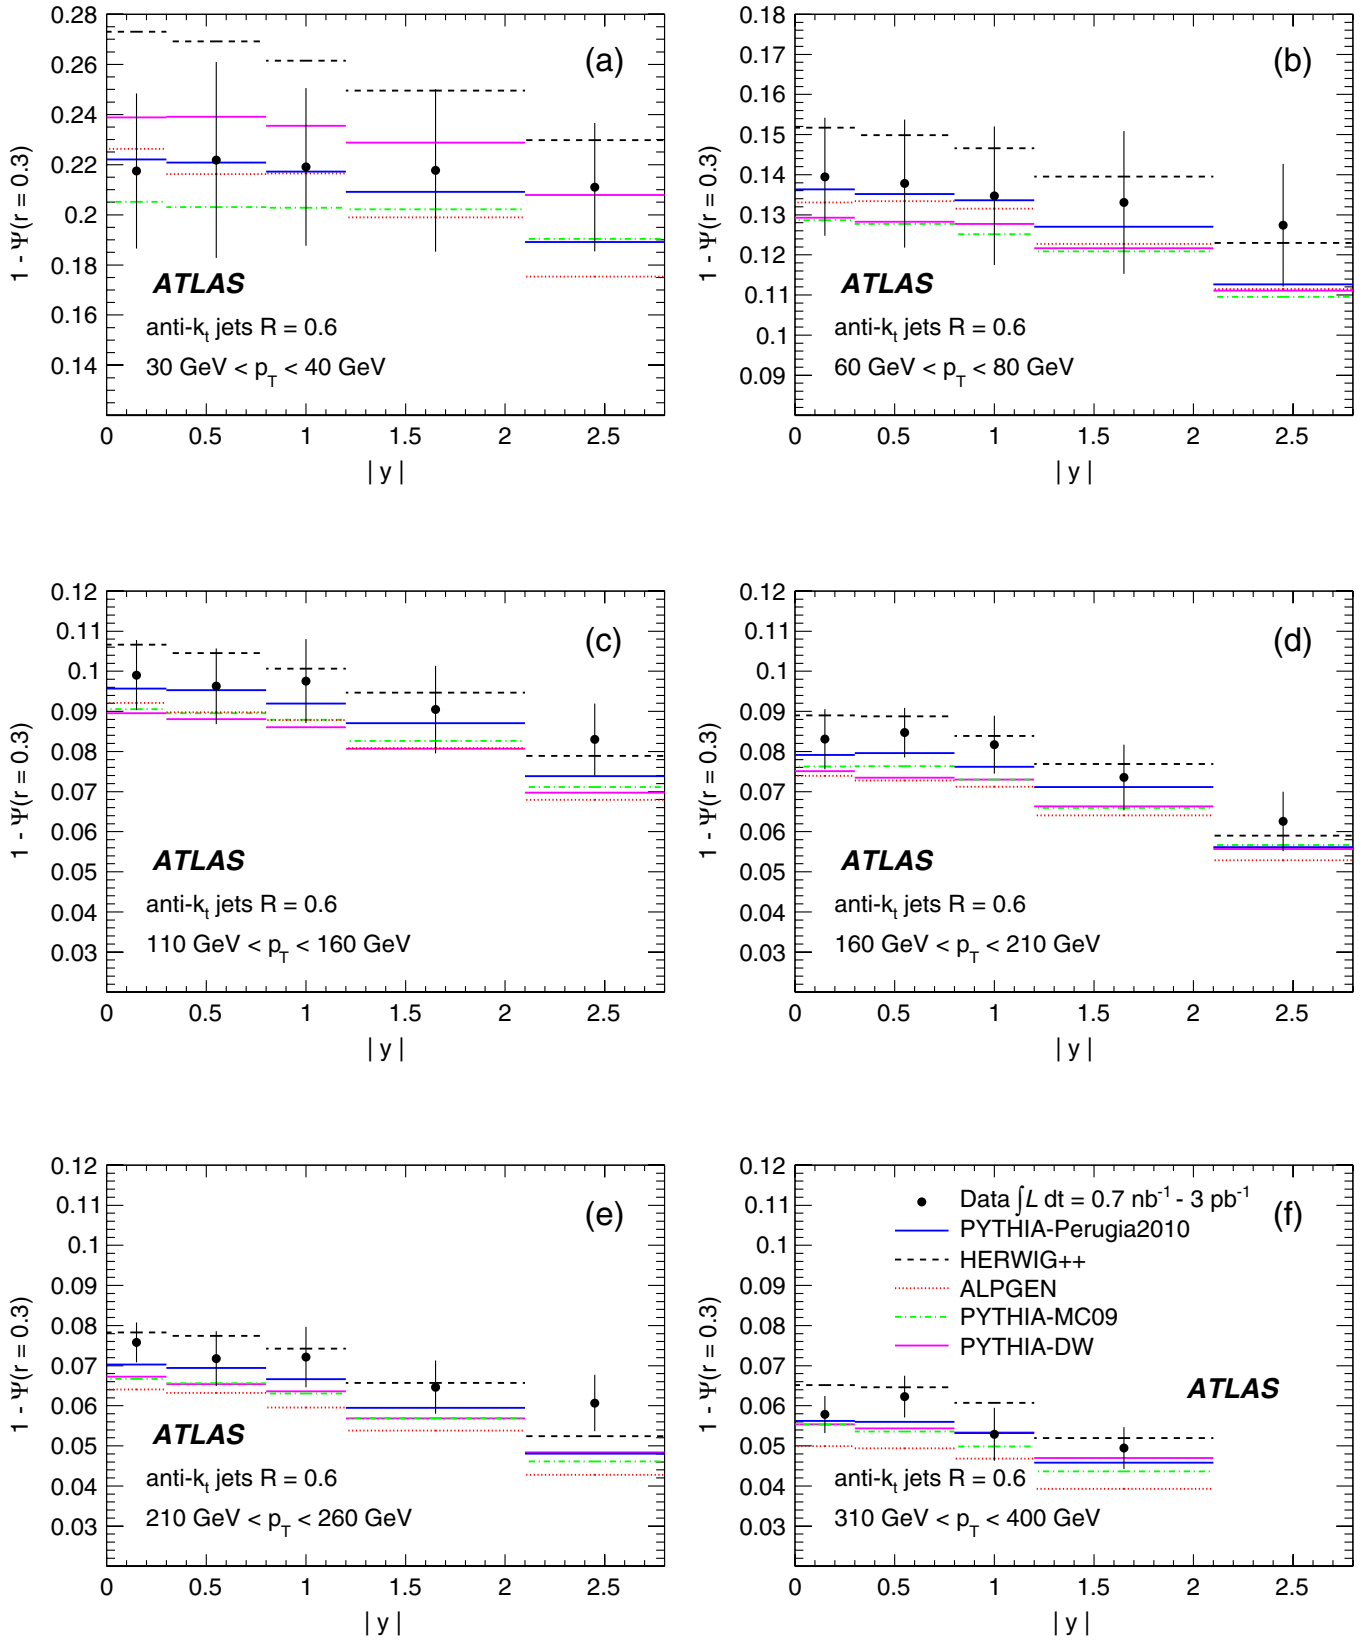 0.28
0.26
0.24
0.22
0.2
0.18
0.16
0.14
1 - Ψ(r = 0.3)
(a)
ATLAS
anti-kt jets R = 0.6
30 GeV < pT < 40 GeV
0 0.5 1 1.5 2 2.5
| y |
0.18
0.17
0.16
0.15
0.14
0.13
0.12
0.11
0.1
0.09
1 - Ψ(r = 0.3)
(b)
ATLAS
anti-kt jets R = 0.6
60 GeV < pT < 80 GeV
0 0.5 1 1.5 2 2.5
| y |
0.12
0.11
0.1
0.09
0.08
0.07
0.06
0.05
0.04
0.03
1 - Ψ(r = 0.3)
(c)
ATLAS
anti-kt jets R = 0.6
110 GeV < pT < 160 GeV
0 0.5 1 1.5 2 2.5
| y |
0.12
0.11
0.1
0.09
0.08
0.07
0.06
0.05
0.04
0.03
1 - Ψ(r = 0.3)
(d)
ATLAS
anti-kt jets R = 0.6
160 GeV < pT < 210 GeV
0 0.5 1 1.5 2 2.5
| y |
0.12
0.11
0.1
0.09
0.08
0.07
0.06
0.05
0.04
0.03
1 - Ψ(r = 0.3)
(e)
ATLAS
anti-kt jets R = 0.6
210 GeV < pT < 260 GeV
0 0.5 1 1.5 2 2.5
| y |
0.12
0.11
0.1
0.09
0.08
0.07
0.06
0.05
0.04
0.03
1 - Ψ(r = 0.3)
(f)
Data ∫L dt = 0.7 nb⁻¹ - 3 pb⁻¹
PYTHIA-Perugia2010
HERWIG++
ALPGEN
PYTHIA-MC09
PYTHIA-DW
ATLAS
anti-kt jets R = 0.6
310 GeV < pT < 400 GeV
0 0.5 1 1.5 2 2.5
| y |